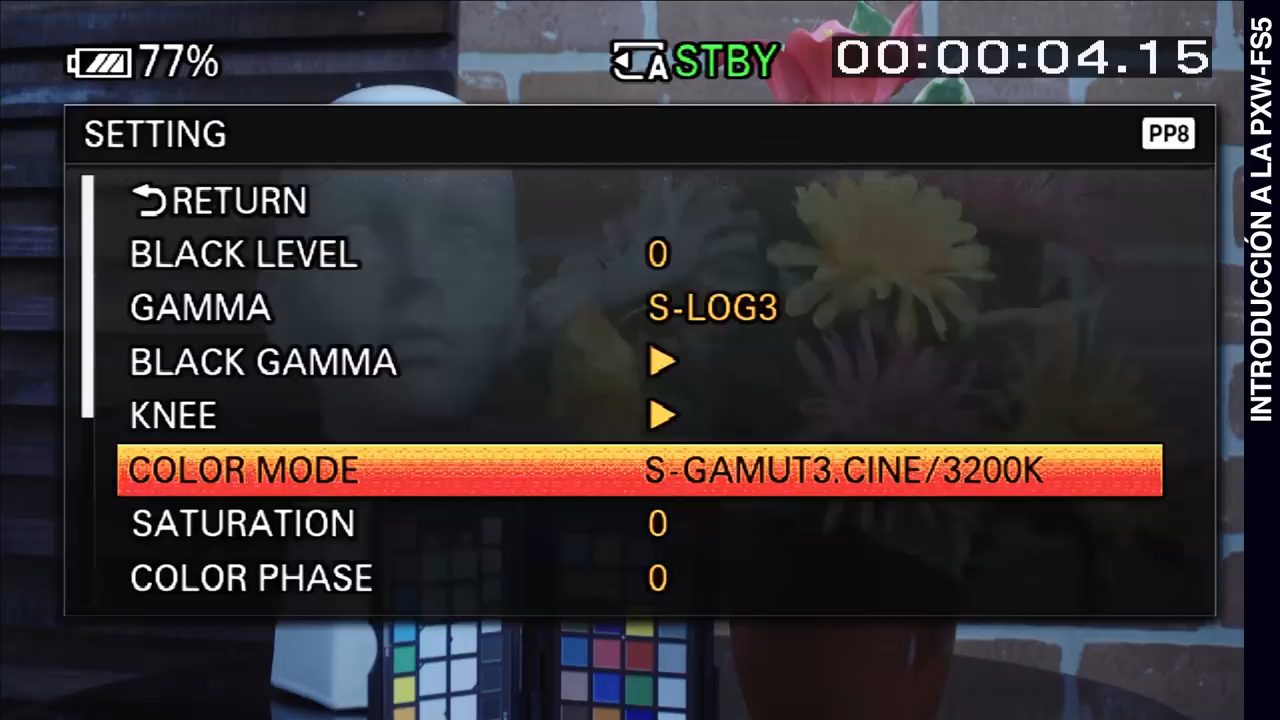 77%
A STBY
00:00:04.15
SETTING
PP8
RETURN
BLACK LEVEL 0
GAMMA S-LOG3
BLACK GAMMA
KNEE
COLOR MODE S-GAMUT3.CINE/3200K
SATURATION 0
COLOR PHASE 0
INTRODUCCIÓN A LA PXW-FS5